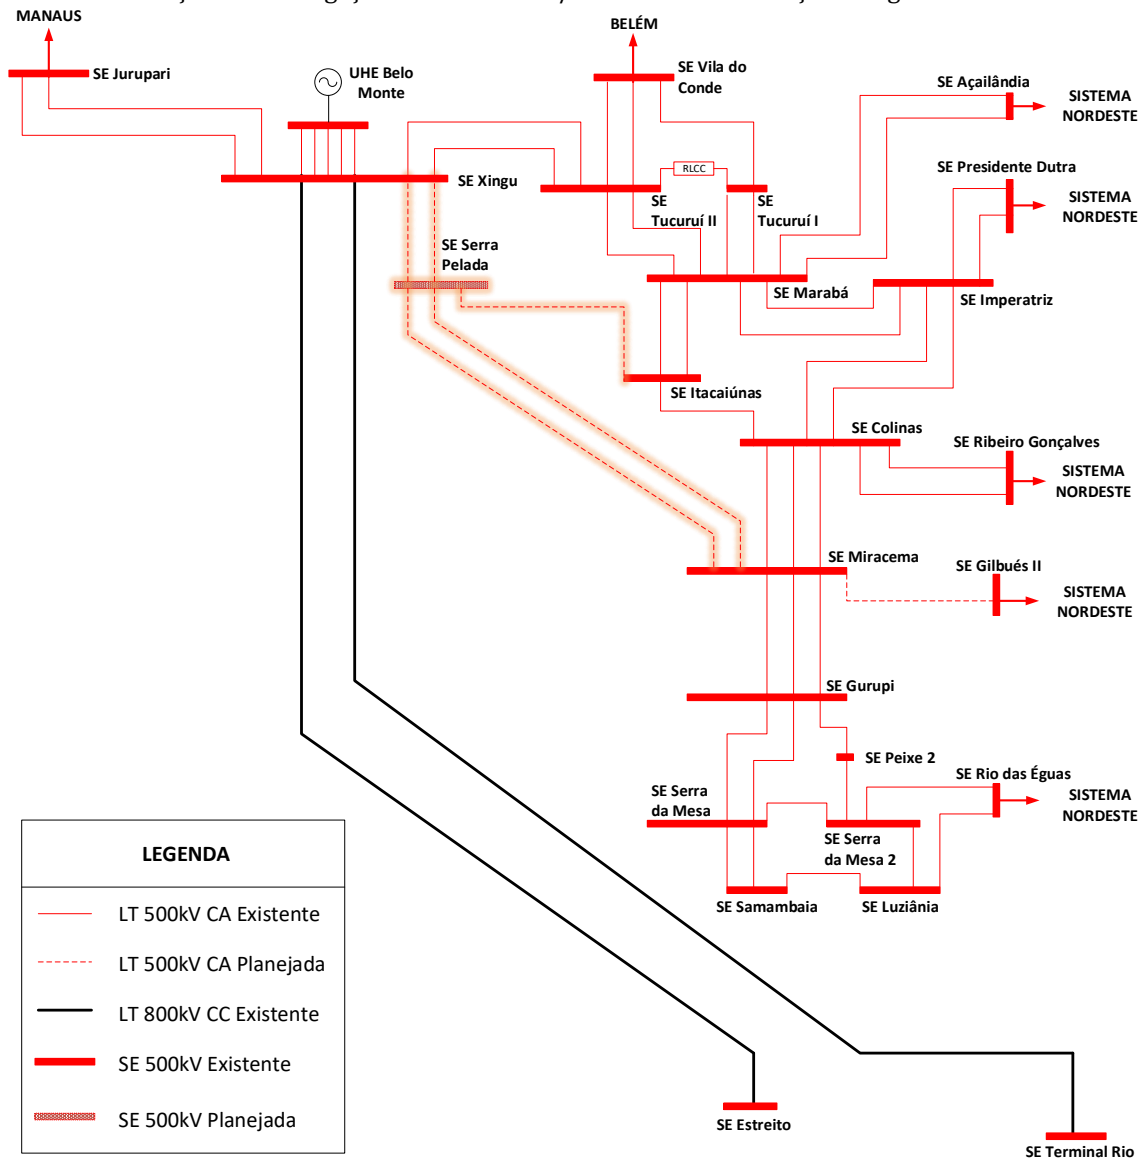 MANAUS
SE Jurupari
UHE Belo
Monte
BELÉM
SE Vila do
Conde
SE Açailândia
SISTEMA
NORDESTE
SE Presidente Dutra
SISTEMA
NORDESTE
SE Xingu
RLCC
SE
Tucuruí II
SE
Tucuruí I
SE Serra
Pelada
SE Marabá
SE Imperatriz
SE Itacaiúnas
SE Colinas
SE Ribeiro Gonçalves
SISTEMA
NORDESTE
SE Miracema
SE Gilbués II
SISTEMA
NORDESTE
SE Gurupi
SE Peixe 2
SE Rio das Éguas
SISTEMA
NORDESTE
SE Serra
da Mesa
SE Serra
da Mesa 2
SE Samambaia
SE Luziânia
LEGENDA
LT 500kV CA Existente
LT 500kV CA Planejada
LT 800kV CC Existente
SE 500kV Existente
SE 500kV Planejada
SE Estreito
SE Terminal Rio